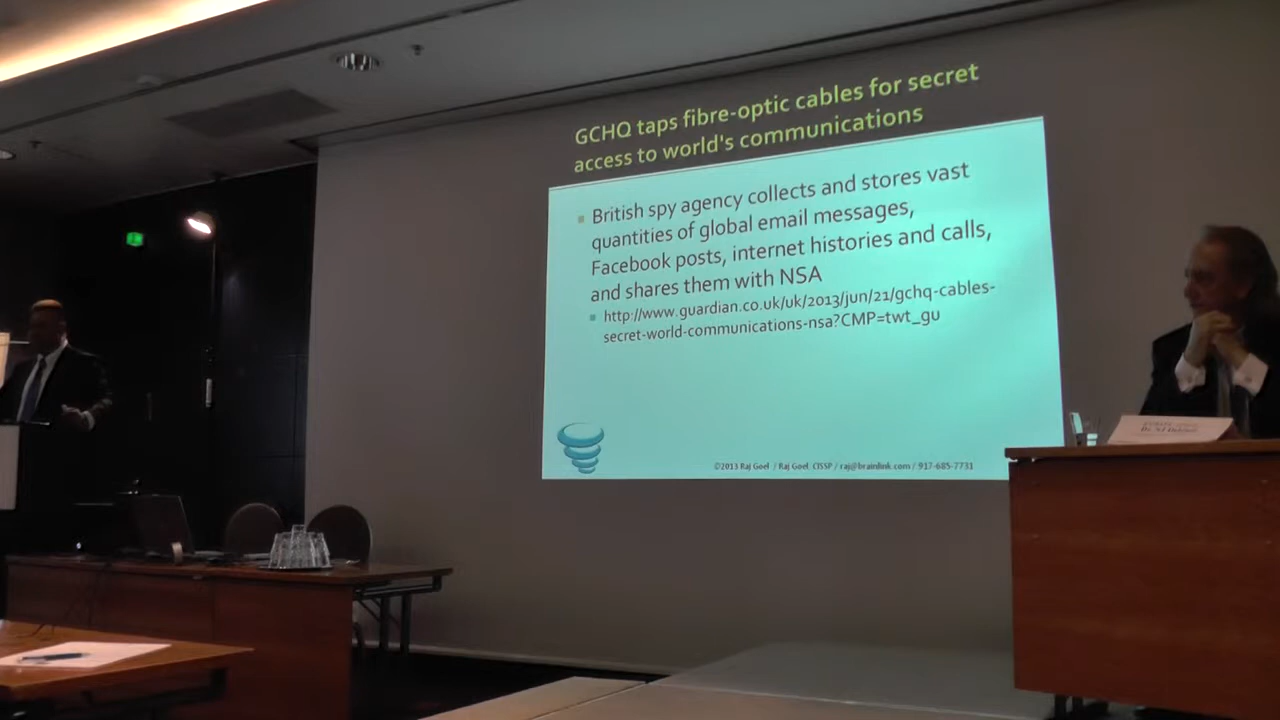 GCHQ taps fibre-optic cables for secret
access to world's communications
British spy agency collects and stores vast
quantities of global email messages,
Facebook posts, internet histories and calls,
and shares them with NSA
http://www.guardian.co.uk/uk/2013/jun/21/gchq-cables-
secret-world-communications-nsa?CMP=twt_gu
©2013 Raj Goel / Raj Goel, CISSP / raj@brainlink.com / 917-685-7731